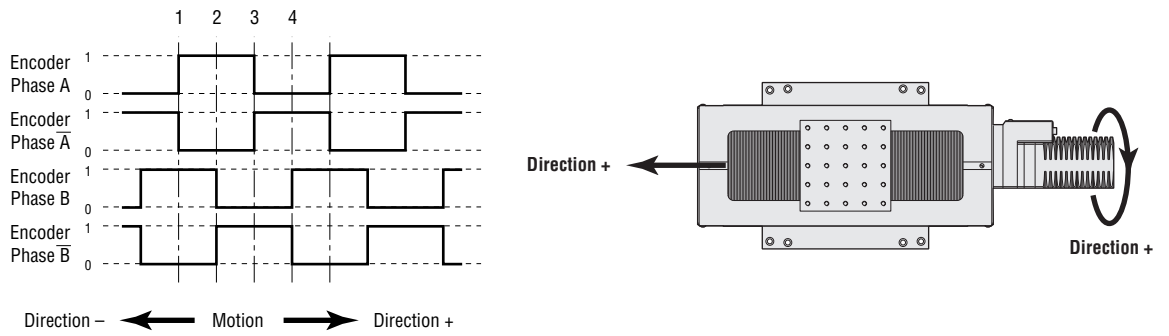 1 2 3 4
Encoder
Phase A
1
0
Encoder
Phase A̅
1
0
Encoder
Phase B
1
0
Encoder
Phase B̅
1
0
Direction – Motion Direction +
Direction +
Direction +